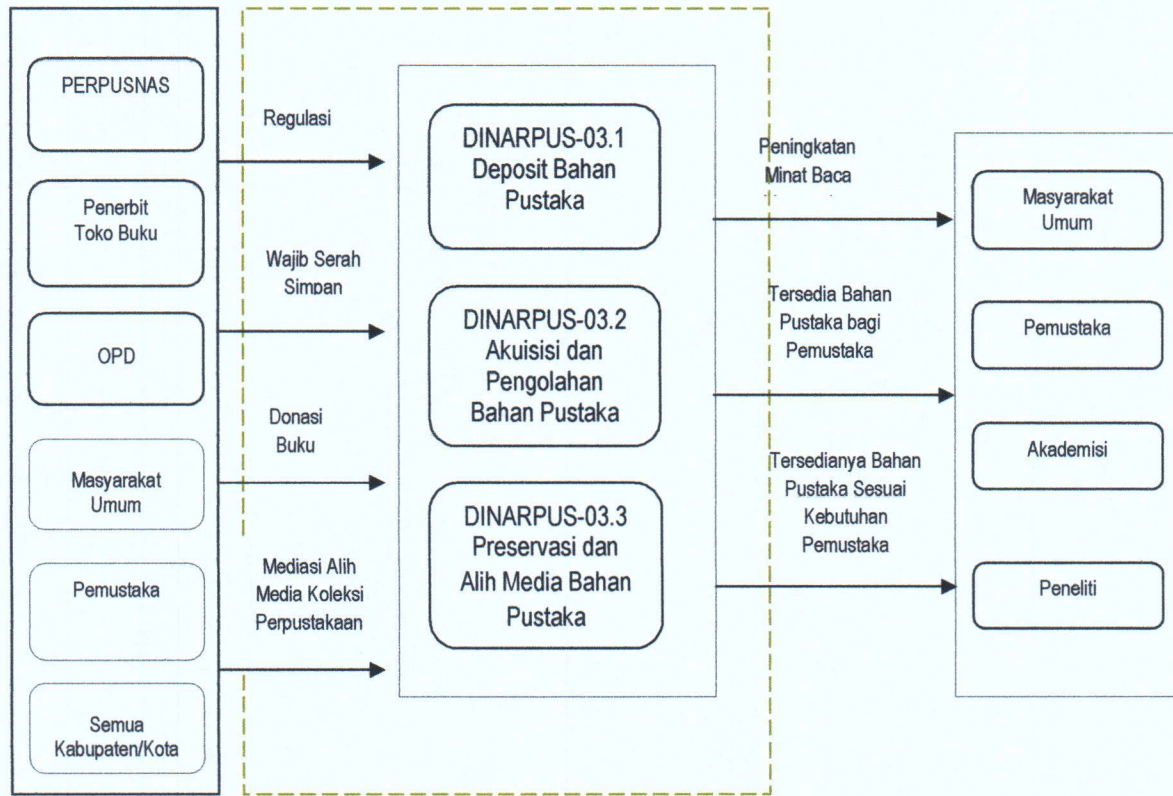 PERPUSNAS
Penerbit
Toko Buku
OPD
Masyarakat
Umum
Pemustaka
Semua
Kabupaten/Kota
Regulasi
Wajib Serah
Simpan
Donasi
Buku
Mediasi Alih
Media Koleksi
Perpustakaan
DINARPUS-03.1
Deposit Bahan
Pustaka
DINARPUS-03.2
Akuisisi dan
Pengolahan
Bahan Pustaka
DINARPUS-03.3
Preservasi dan
Alih Media Bahan
Pustaka
Peningkatan
Minat Baca
Tersedia Bahan
Pustaka bagi
Pemustaka
Tersedianya Bahan
Pustaka Sesuai
Kebutuhan
Pemustaka
Masyarakat
Umum
Pemustaka
Akademisi
Peneliti